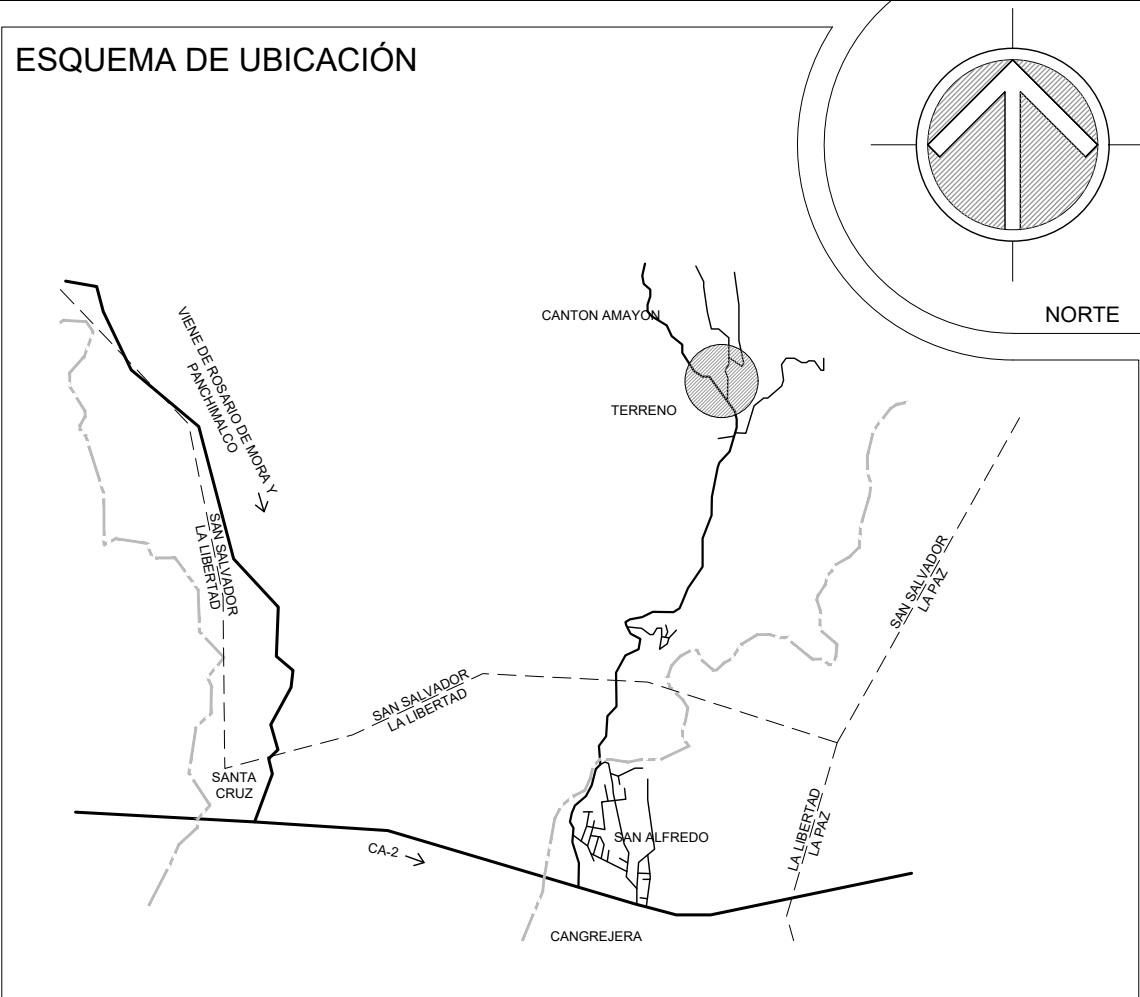 ESQUEMA DE UBICACIÓN
NORTE
CANTON AMAYON
TERRENO
VIENE DE ROSARIO DE MORA Y
PANCHIMALCO
SAN SALVADOR
LA LIBERTAD
SAN SALVADOR
LA PAZ
SAN SALVADOR
LA LIBERTAD
SANTA
CRUZ
LA LIBERTAD
LA PAZ
SAN ALFREDO
CA-2
CANGREJERA